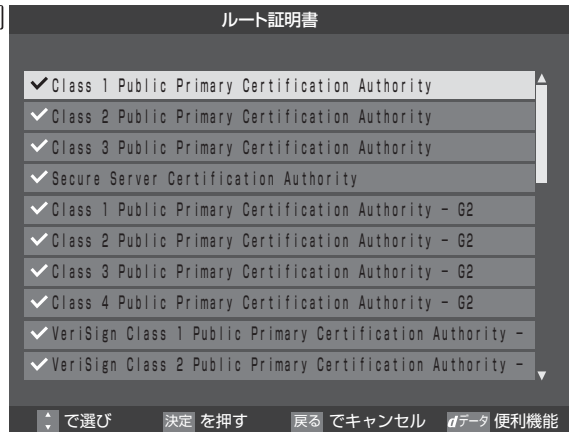 ルート証明書
Class 1 Public Primary Certification Authority
Class 2 Public Primary Certification Authority
Class 3 Public Primary Certification Authority
Secure Server Certification Authority
Class 1 Public Primary Certification Authority - G2
Class 2 Public Primary Certification Authority - G2
Class 3 Public Primary Certification Authority - G2
Class 4 Public Primary Certification Authority - G2
VeriSign Class 1 Public Primary Certification Authority -
VeriSign Class 2 Public Primary Certification Authority -
で選び 決定 を押す 戻る でキャンセル dデータ 便利機能